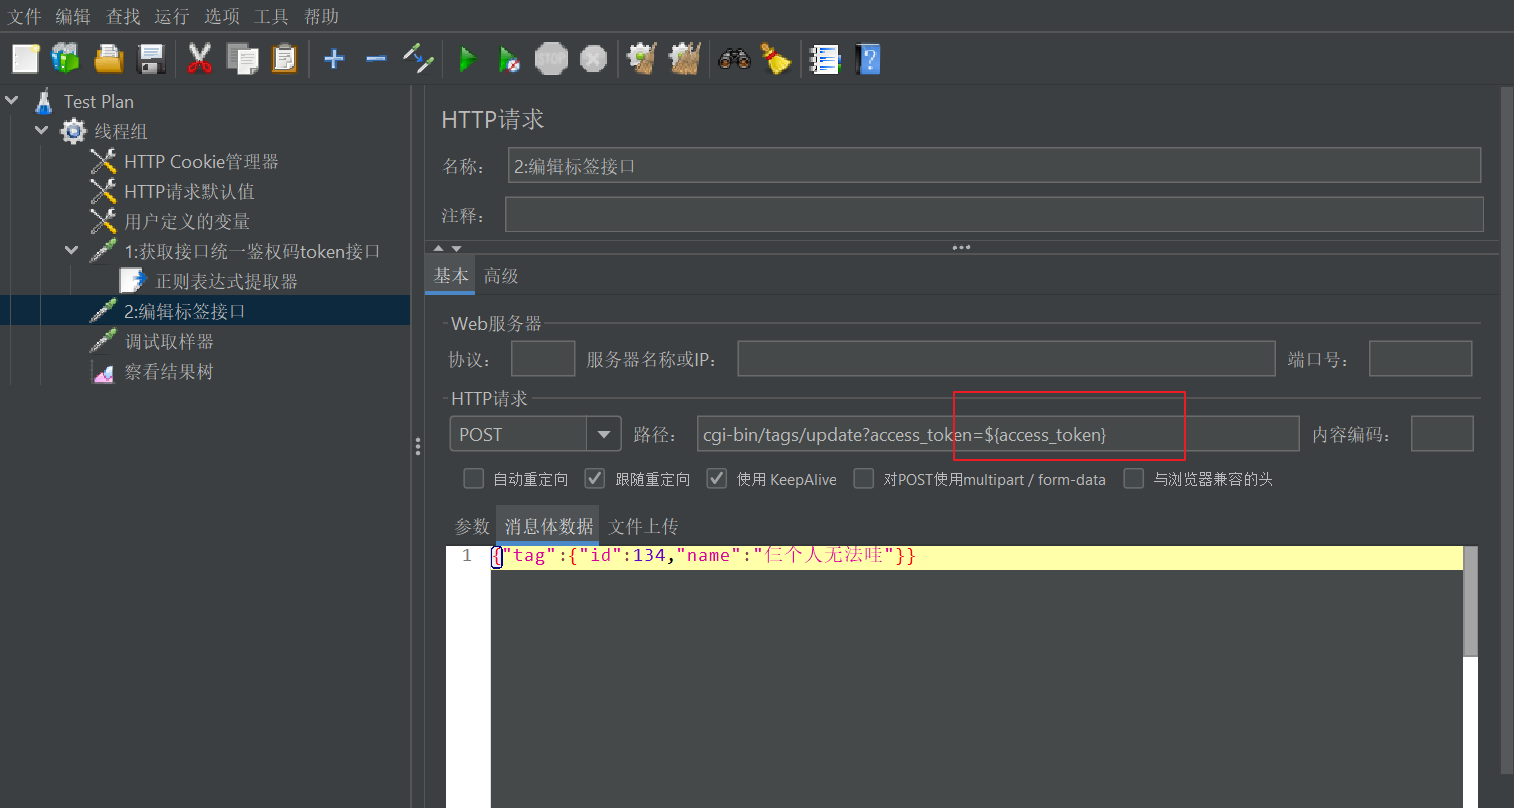 文件 编辑 查找 运行 选项 工具 帮助
STOP
Test Plan
线程组
HTTP Cookie管理器
HTTP请求默认值
用户定义的变量
1:获取接口统一鉴权码token接口
正则表达式提取器
2:编辑标签接口
调试取样器
察看结果树
HTTP请求
名称： 2:编辑标签接口
注释：
基本 高级
Web服务器
协议： 服务器名称或IP： 端口号：
HTTP请求
POST 路径： cgi-bin/tags/update?access_token=${access_token} 内容编码：
自动重定向 跟随重定向 使用 KeepAlive 对POST使用multipart / form-data 与浏览器兼容的头
参数 消息体数据 文件上传
1 {"tag":{"id":134,"name":"仨个人无法哇"}}